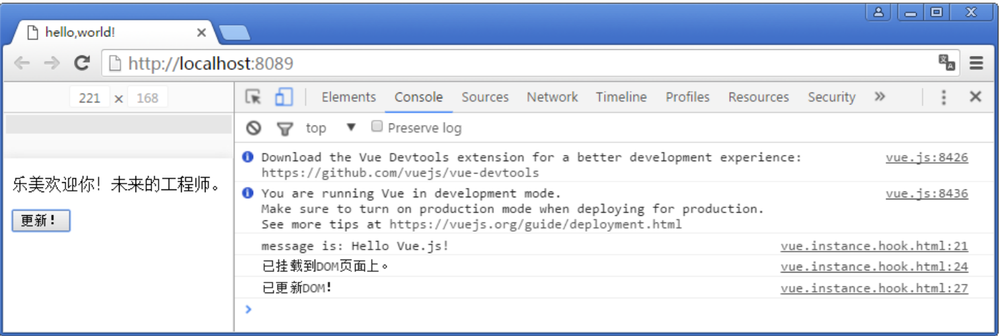 hello,world!
http://localhost:8089
221 × 168
Elements Console Sources Network Timeline Profiles Resources Security »
top ▼ Preserve log
乐美欢迎你！未来的工程师。
更新！
Download the Vue Devtools extension for a better development experience: vue.js:8426
https://github.com/vuejs/vue-devtools
You are running Vue in development mode. vue.js:8436
Make sure to turn on production mode when deploying for production.
See more tips at https://vuejs.org/guide/deployment.html
message is: Hello Vue.js! vue.instance.hook.html:21
已挂载到DOM页面上。 vue.instance.hook.html:24
已更新DOM! vue.instance.hook.html:27